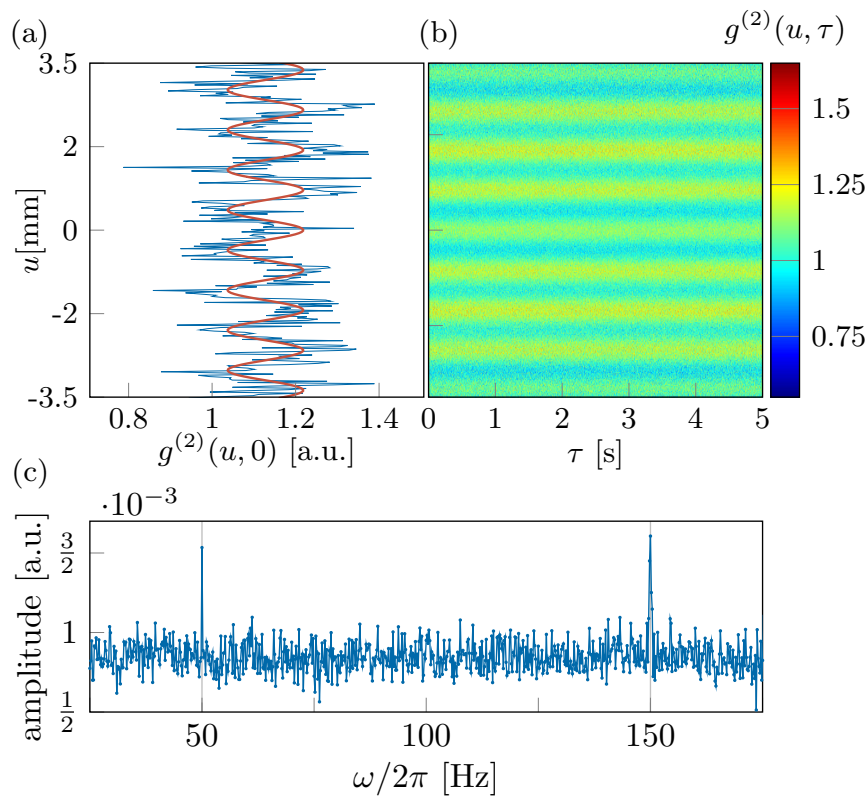 (a)
(b)
g^{(2)}(u, τ)
3.5
2
0
-2
-3.5
u[mm]
0.8
1
1.2
1.4
g^{(2)}(u, 0) [a.u.]
0
1
2
3
4
5
τ [s]
1.5
1.25
1
0.75
(c)
·10^{−3}
3/2
1
1/2
amplitude [a.u.]
50
100
150
ω/2π [Hz]